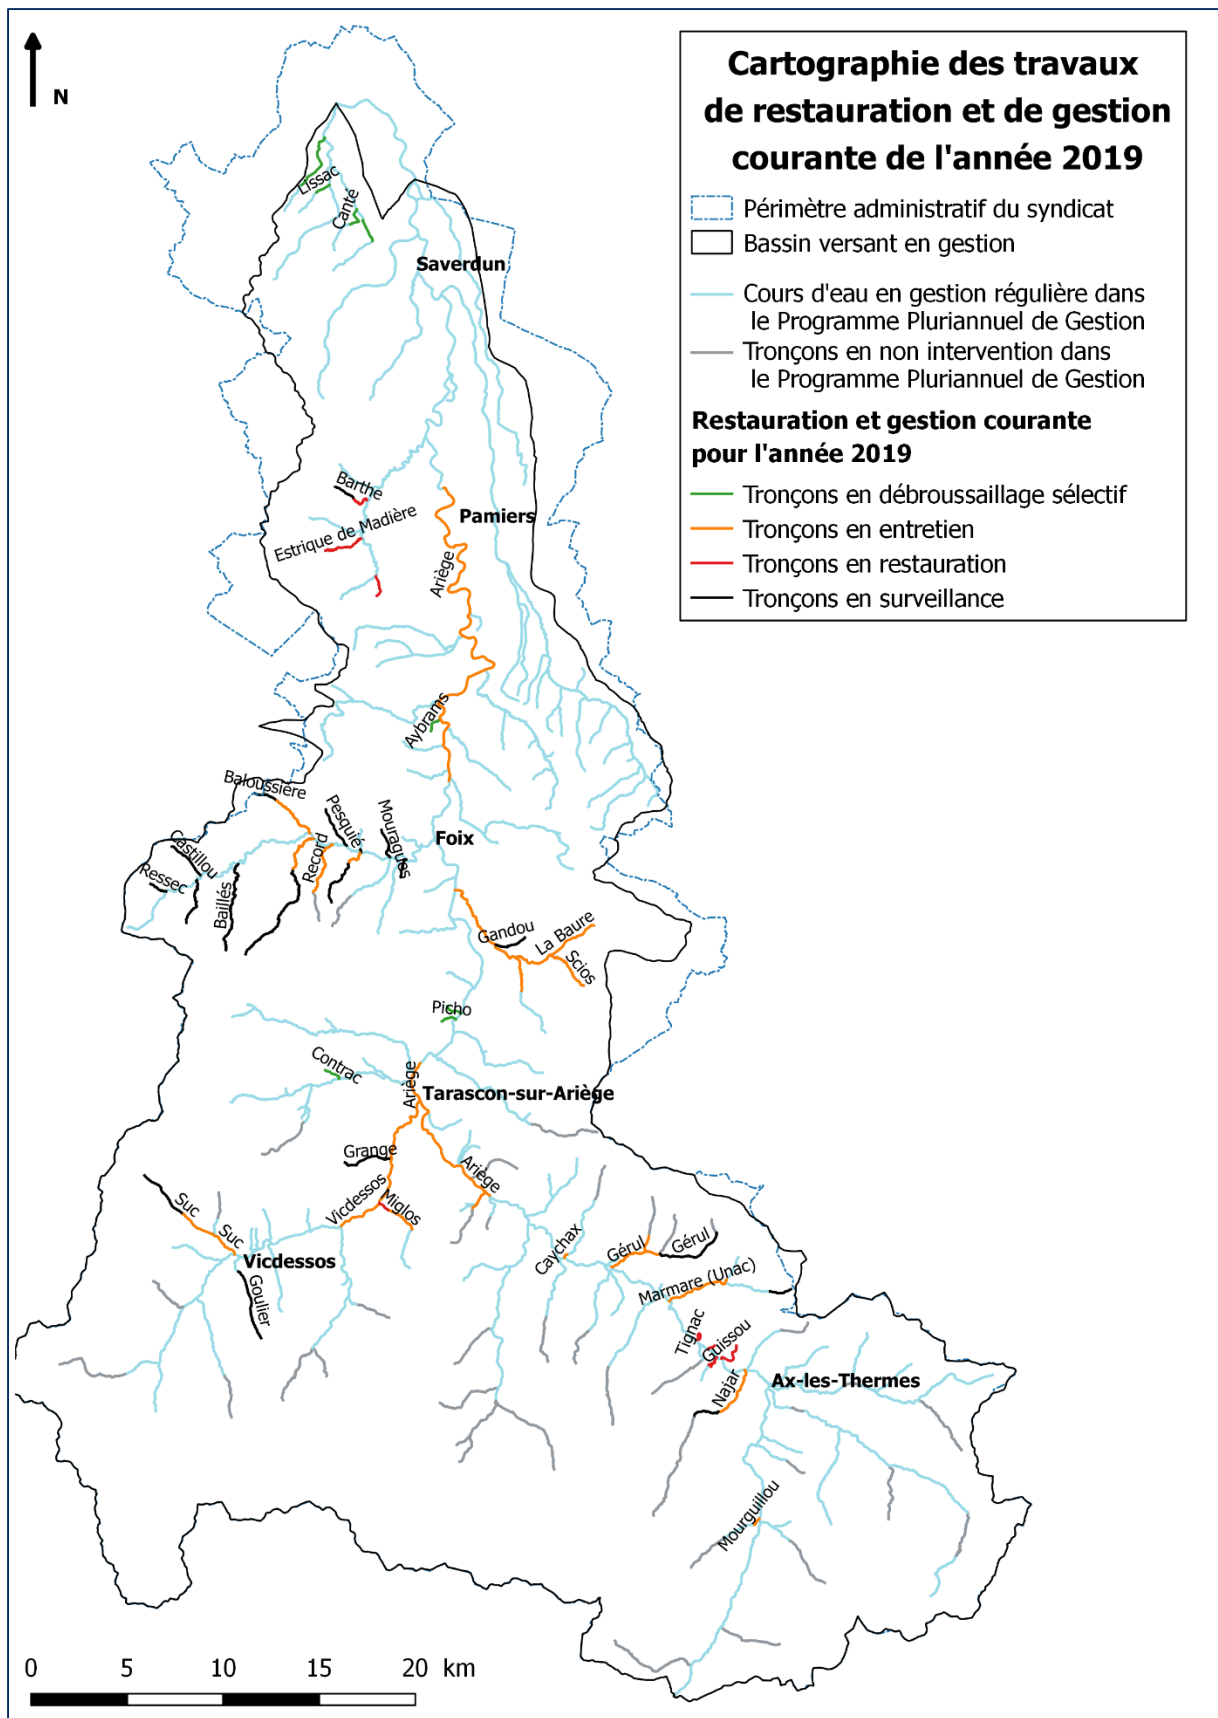 N
Cartographie des travaux
de restauration et de gestion
courante de l'année 2019
Périmètre administratif du syndicat
Bassin versant en gestion
Cours d'eau en gestion régulière dans
le Programme Pluriannuel de Gestion
Tronçons en non intervention dans
le Programme Pluriannuel de Gestion
Restauration et gestion courante
pour l'année 2019
Tronçons en débroussaillage sélectif
Tronçons en entretien
Tronçons en restauration
Tronçons en surveillance
Lissac
Canté
Saverdun
Barthe
Pamiers
Estrique de Madière
Ariège
Aybrams
Baloussière
Pesquié
Mouragues
Foix
Castillou
Record
Ressec
Baillés
Gandou
La Baure
Scios
Picho
Contrac
Ariège
Tarascon-sur-Ariège
Grange
Ariège
Suc
Suc
Vicdessos
Miglos
Vicdessos
Goulier
Caychax
Gérul
Gérul
Marmare (Unac)
Tignac
Guissou
Najar
Ax-les-Thermes
Mourguillou
0 5 10 15 20 km